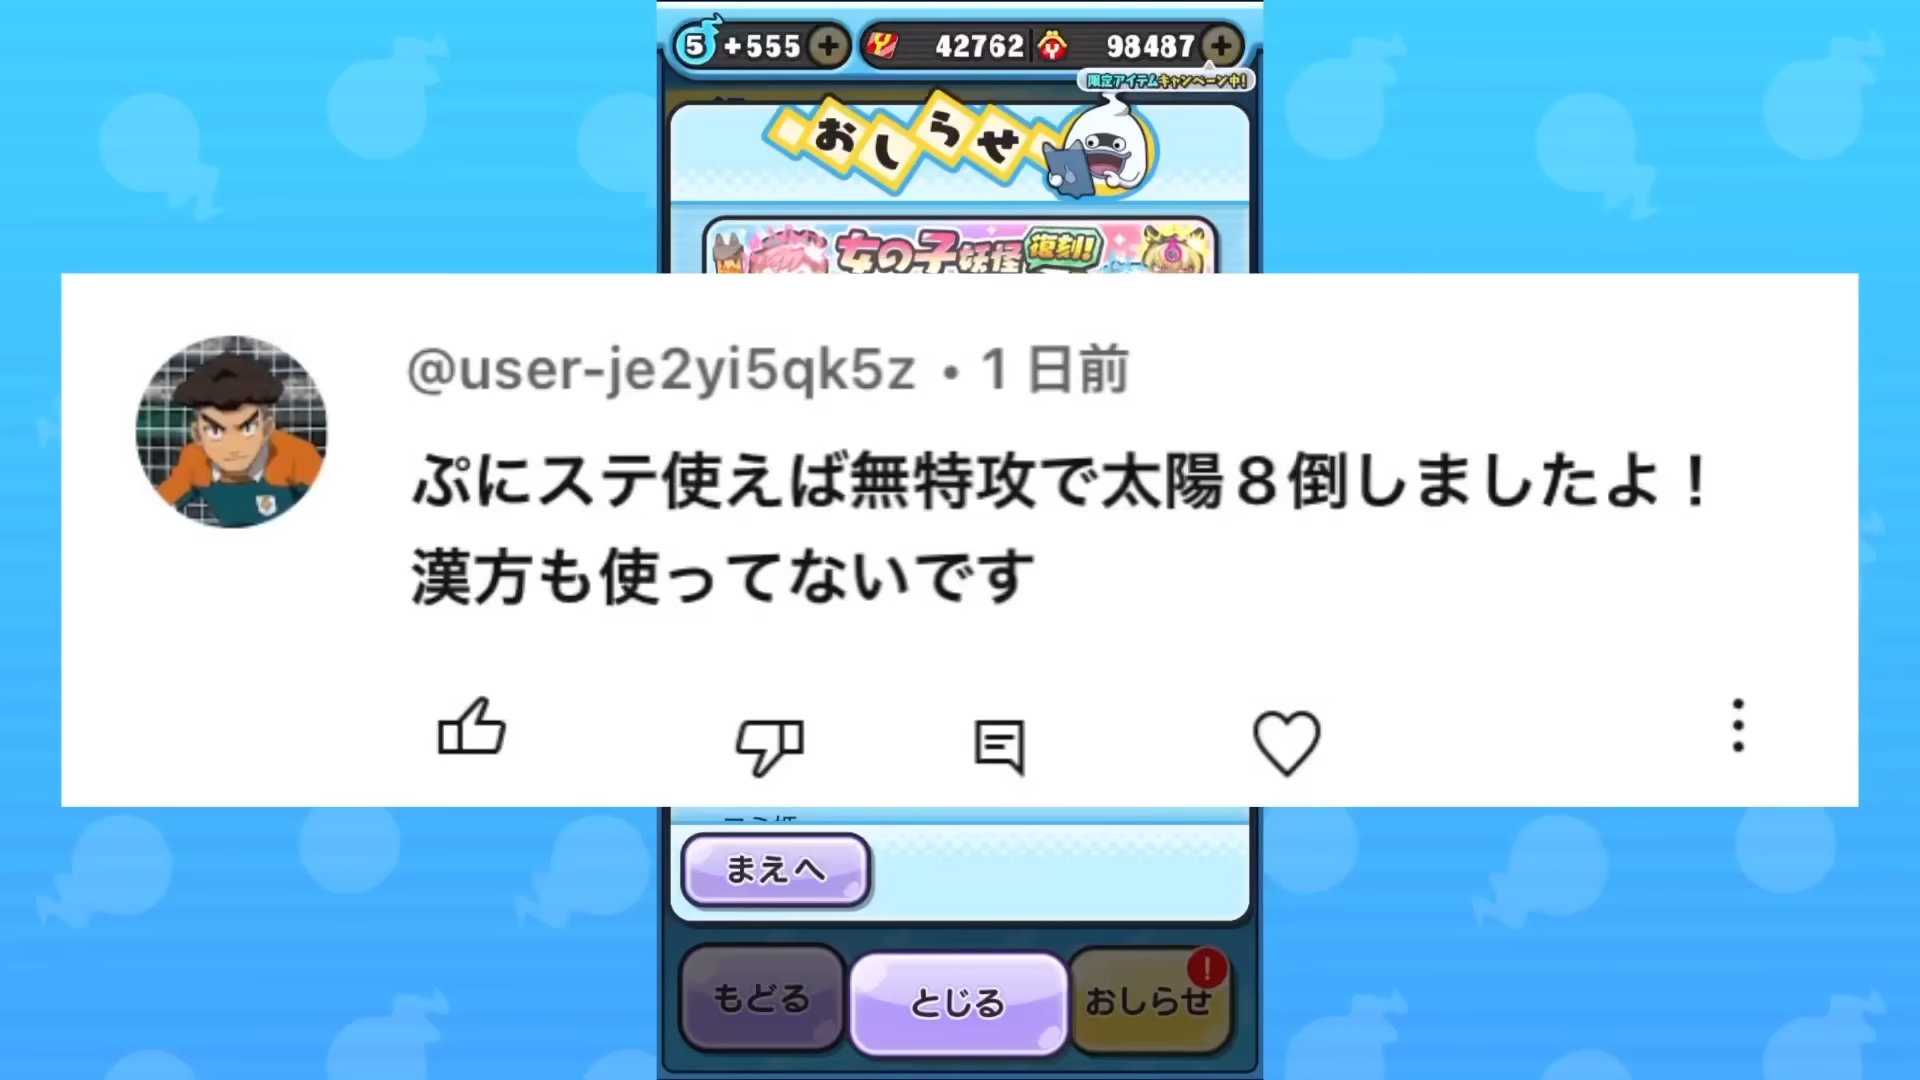 5 +555 42762 98487
限定アイテムキャンペーン中!
おしらせ
女の子妖怪 復刻!
@user-je2yi5qk5z・1 日前
ぷにステ使えば無特攻で太陽８倒しましたよ！
漢方も使ってないです
まえへ
もどる とじる おしらせ